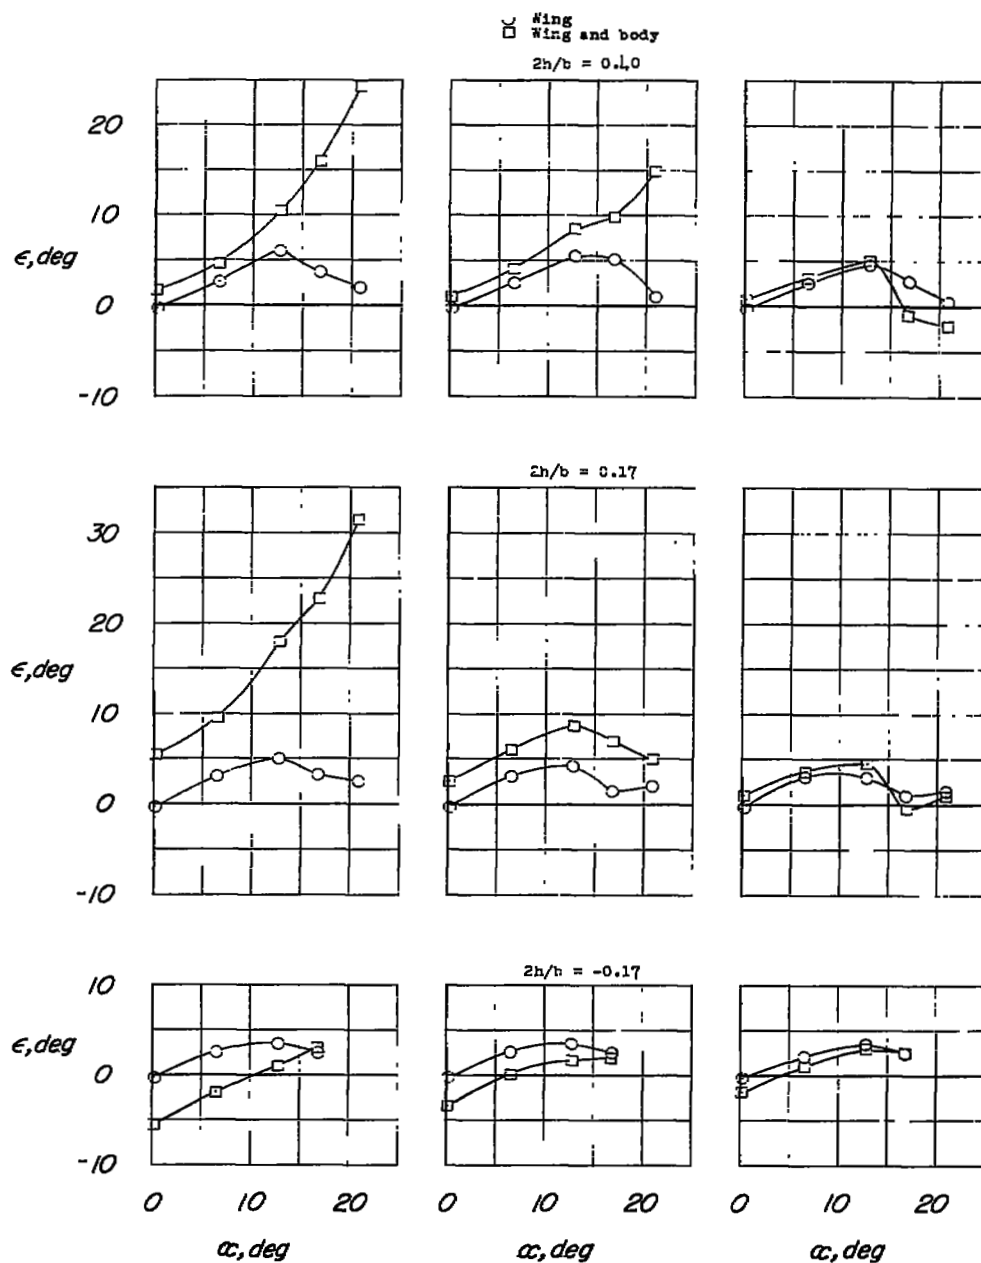 Wing
Wing and body
2h/b = 0.40
20
10
ϵ, deg
0
-10
2h/b = 0.17
30
20
ϵ, deg
10
0
-10
2h/b = -0.17
10
ϵ, deg
0
-10
0 10 20 0 10 20 0 10 20
α, deg α, deg α, deg